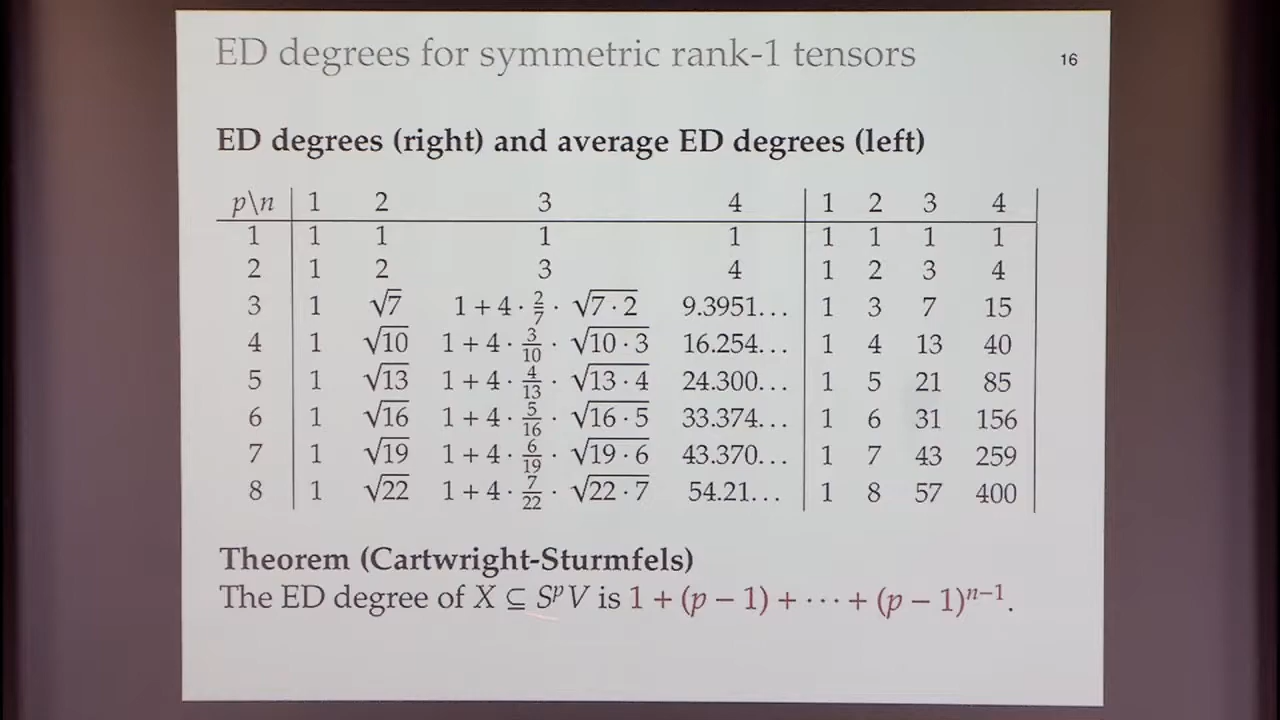 ED degrees for symmetric rank-1 tensors 16
ED degrees (right) and average ED degrees (left)
p\n 1 2 3 4 1 2 3 4
1 1 1 1 1 1 1 1 1
2 1 2 3 4 1 2 3 4
3 1 √7 1 + 4 · 2/7 · √7 · 2 9.3951... 1 3 7 15
4 1 √10 1 + 4 · 3/10 · √10 · 3 16.254... 1 4 13 40
5 1 √13 1 + 4 · 4/13 · √13 · 4 24.300... 1 5 21 85
6 1 √16 1 + 4 · 5/16 · √16 · 5 33.374... 1 6 31 156
7 1 √19 1 + 4 · 6/19 · √19 · 6 43.370... 1 7 43 259
8 1 √22 1 + 4 · 7/22 · √22 · 7 54.21... 1 8 57 400
Theorem (Cartwright-Sturmfels)
The ED degree of X ⊆ SᵖV is 1 + (p − 1) + ··· + (p − 1)ⁿ⁻¹.